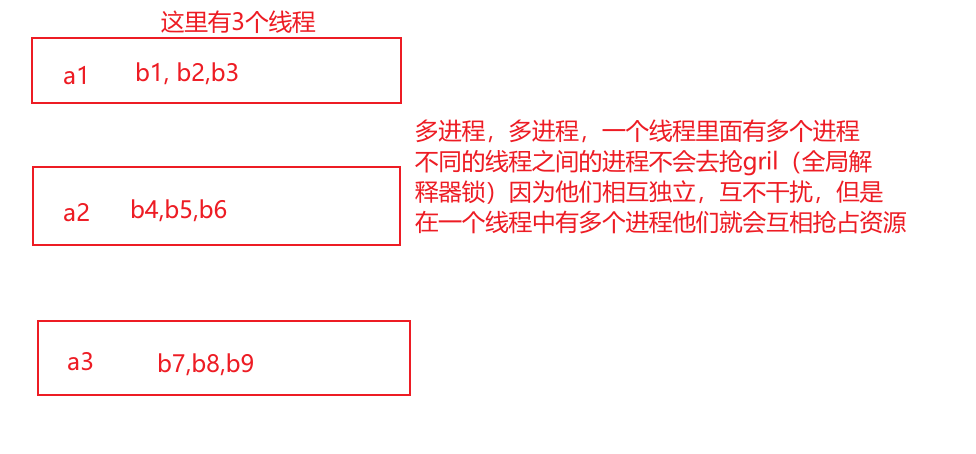 这里有3个线程
a1 b1, b2,b3
多进程，多进程，一个线程里面有多个进程
不同的线程之间的进程不会去抢gril（全局解
释器锁）因为他们相互独立，互不干扰，但是
在一个线程中有多个进程他们就会互相抢占资源
a2 b4,b5,b6
a3 b7,b8,b9